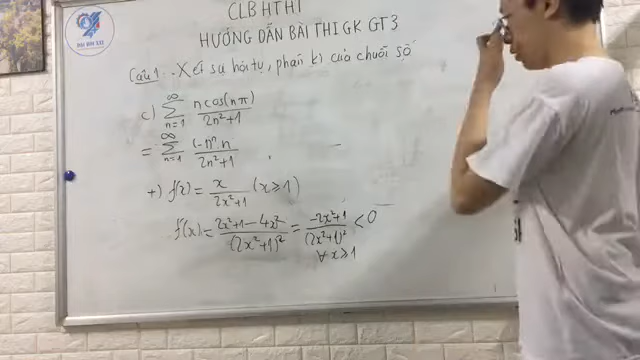 CLB HTHT
HƯỚNG DẪN BÀI THI GK GT3
Câu 1: Xét sự hội tụ, phân kì của chuỗi số
c) ∑_{n=1}^{∞} n cos(nπ) / 2n²+1
= ∑_{n=1}^{∞} (-1)ⁿ n / 2n²+1
+) f(x) = x / 2x²+1 (x ≥ 1)
f'(x) = 2x²+1 - 4x² / (2x²+1)² = -2x²+1 / (2x²+1)² < 0
∀ x ≥ 1